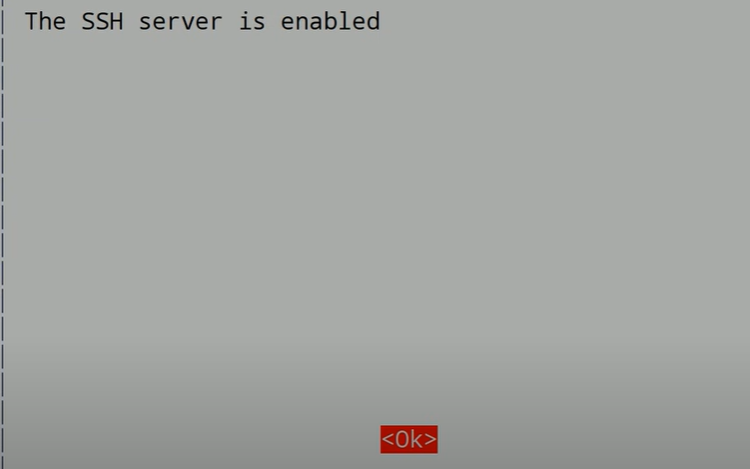 The SSH server is enabled
<Ok>